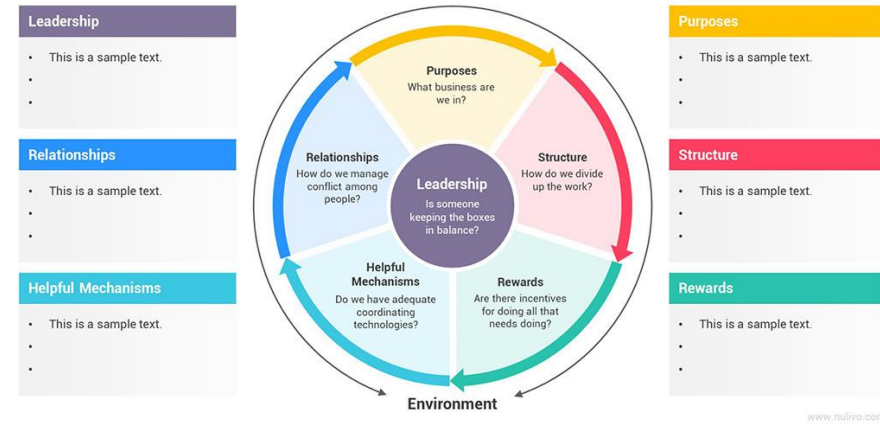 Leadership
• This is a sample text.
•
•
Relationships
• This is a sample text.
•
•
Helpful Mechanisms
• This is a sample text.
•
•
Purposes
What business are
we in?
Structure
How do we divide
up the work?
Rewards
Are there incentives
for doing all that
needs doing?
Helpful
Mechanisms
Do we have adequate
coordinating
technologies?
Relationships
How do we manage
conflict among
people?
Leadership
Is someone
keeping the boxes
in balance?
Environment
Purposes
• This is a sample text.
•
•
Structure
• This is a sample text.
•
•
Rewards
• This is a sample text.
•
•